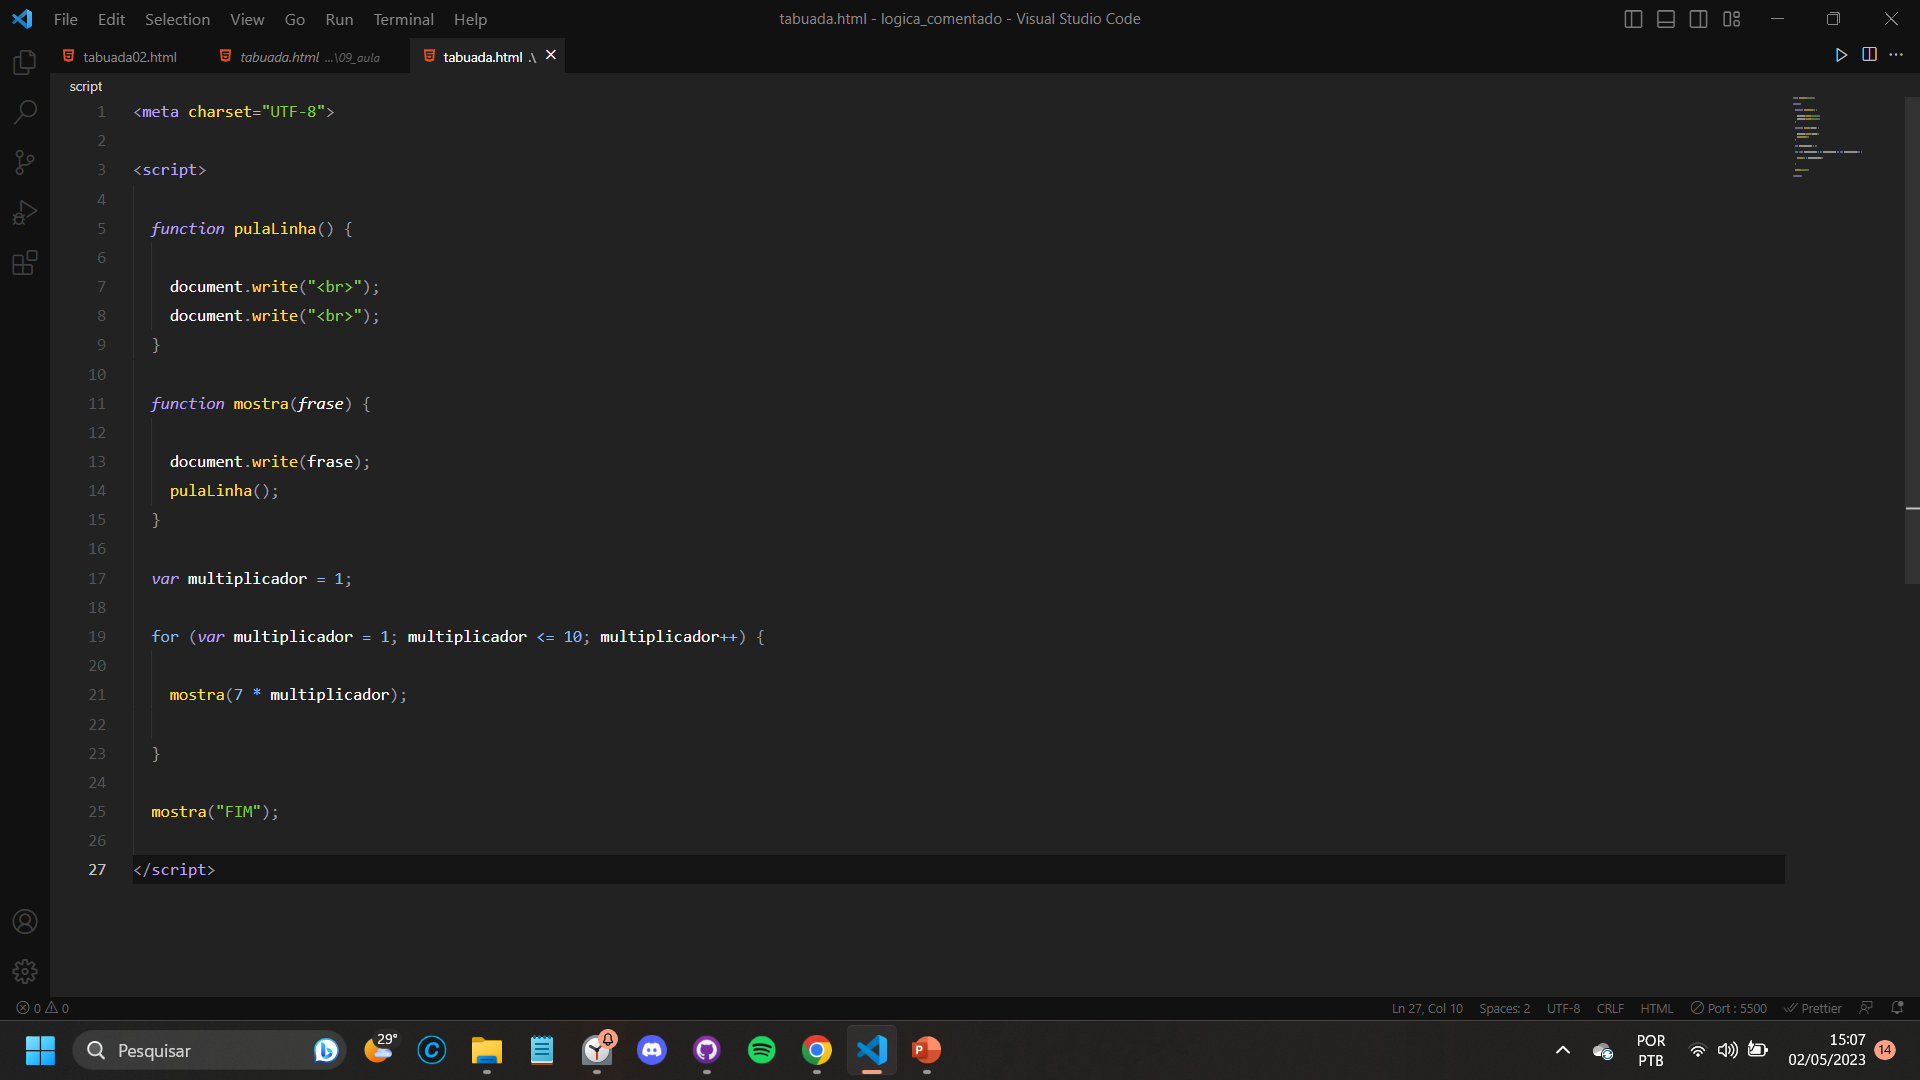 File Edit Selection View Go Run Terminal Help
tabuada.html - logica_comentado - Visual Studio Code
tabuada02.html
tabuada.html ...\09_aula
tabuada.html .\
script
1 <meta charset="UTF-8">
2
3 <script>
4
5 function pulaLinha() {
6
7 document.write("<br>");
8 document.write("<br>");
9 }
10
11 function mostra(frase) {
12
13 document.write(frase);
14 pulaLinha();
15 }
16
17 var multiplicador = 1;
18
19 for (var multiplicador = 1; multiplicador <= 10; multiplicador++) {
20
21 mostra(7 * multiplicador);
22
23 }
24
25 mostra("FIM");
26
27 </script>
0 0
Ln 27, Col 10 Spaces: 2 UTF-8 CRLF HTML Port : 5500 Prettier
Pesquisar
29°
POR
PTB
15:07
02/05/2023
14